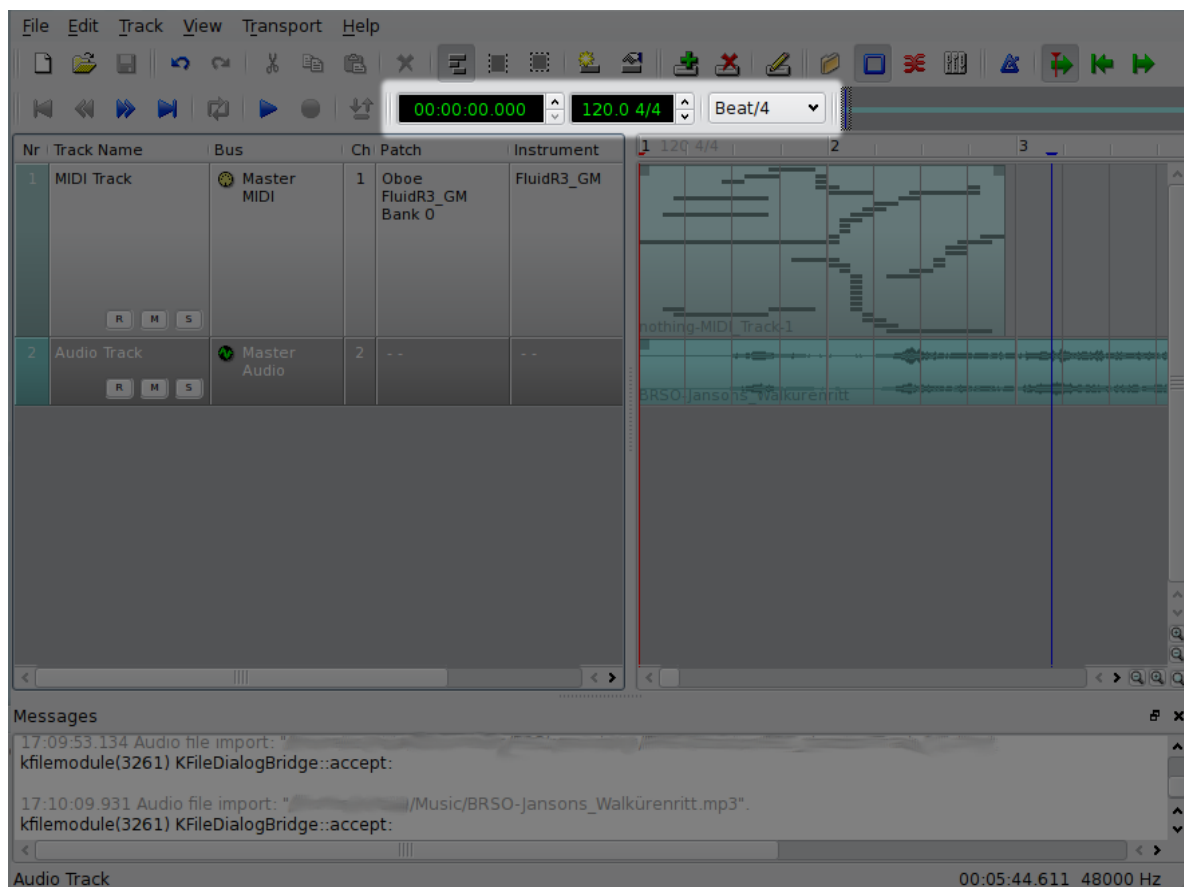 File Edit Track View Transport Help
00:00:00.000 120.0 4/4 Beat/4
Nr Track Name Bus Ch Patch Instrument 1 120 4/4 2 3
1 MIDI Track Master MIDI 1 Oboe FluidR3_GM Bank 0 FluidR3_GM
R M S
nothing-MIDI_Track-1
2 Audio Track Master Audio 2 - - - -
R M S
BRSO-Jansons_Walkürenritt
Messages
17:09:53.134 Audio file import: "
kfilemodule(3261) KFileDialogBridge::accept:
17:10:09.931 Audio file import: " /Music/BRSO-Jansons_Walkürenritt.mp3".
kfilemodule(3261) KFileDialogBridge::accept:
Audio Track 00:05:44.611 48000 Hz